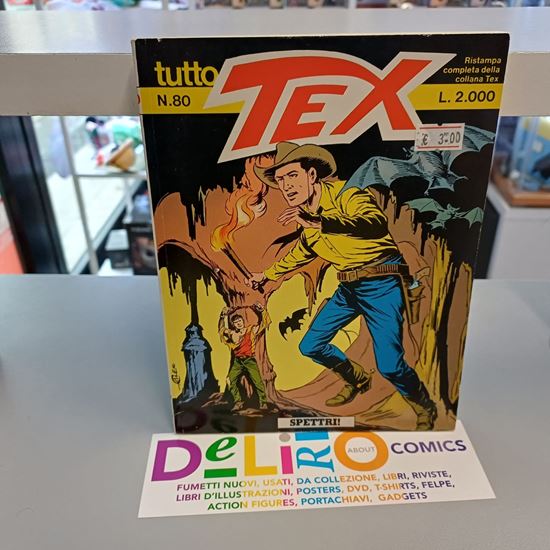 tutto
TEX
N.80
Ristampa
completa della
collana Tex
L. 2.000
€ 3.00
SPETTRI!
DeLiRiO
ABOUT
COMICS
FUMETTI NUOVI, USATI, DA COLLEZIONE, LIBRI, RIVISTE,
LIBRI D'ILLUSTRAZIONI, POSTERS, DVD, T-SHIRTS, FELPE,
ACTION FIGURES, PORTACHIAVI, GADGETS